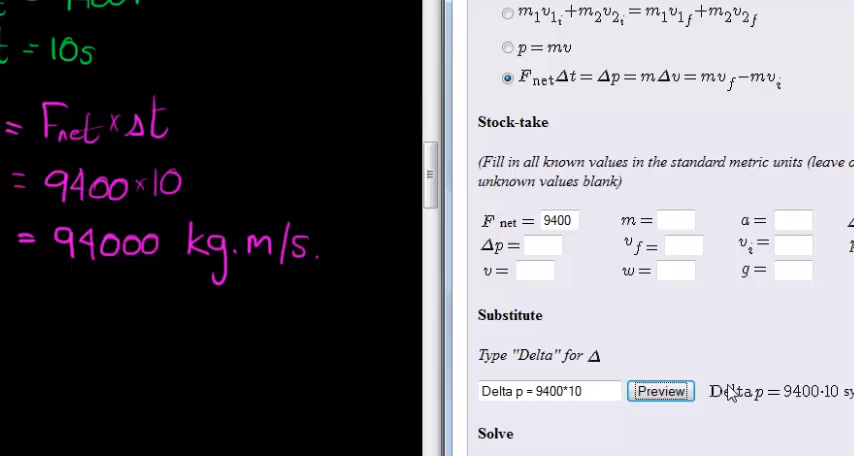 t = 10s
= Fnet × Δt
= 9400 × 10
= 94000 kg.m/s.
m₁v₁ᵢ+m₂v₂ᵢ = m₁v₁f+m₂v₂f
p = mv
FnetΔt = Δp = mΔv = mvf−mvᵢ
Stock-take
(Fill in all known values in the standard metric units (leave
unknown values blank)
F net = 9400 m = a =
Δp = vf = vᵢ =
v = w = g =
Substitute
Type "Delta" for Δ
Delta p = 9400*10 Preview Delta p = 9400·10
Solve